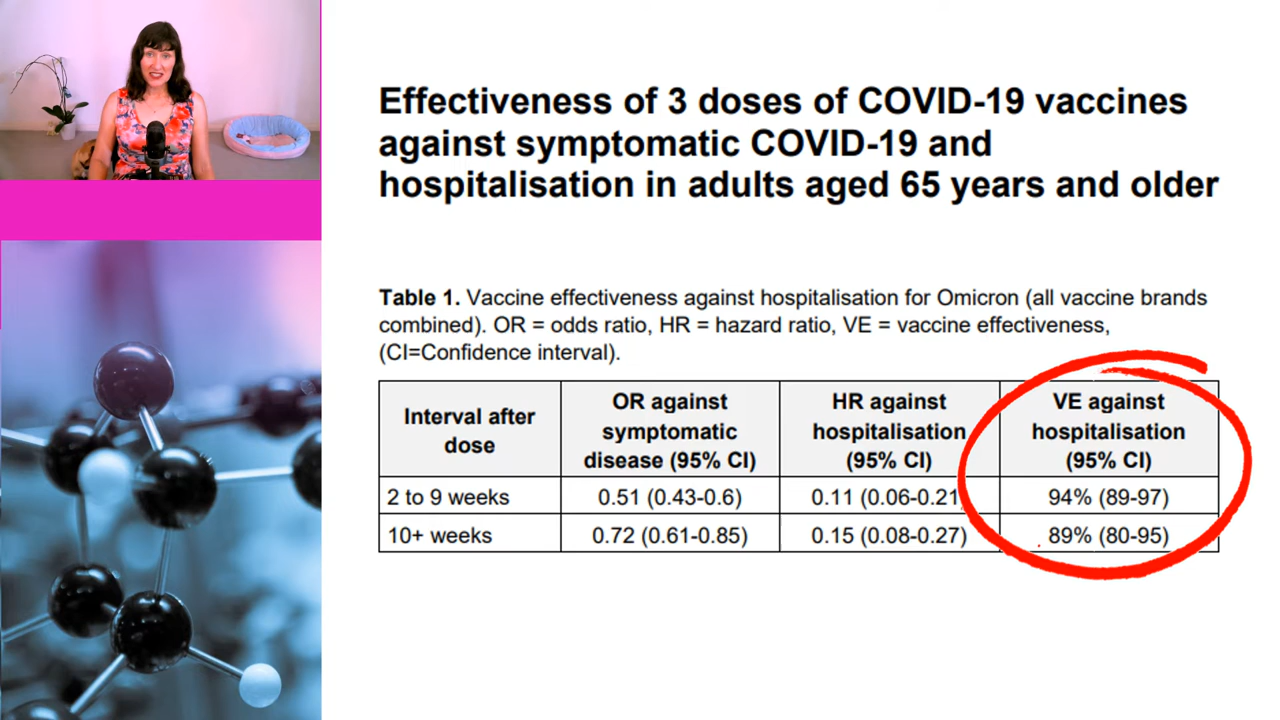 Effectiveness of 3 doses of COVID-19 vaccines
against symptomatic COVID-19 and
hospitalisation in adults aged 65 years and older
Table 1. Vaccine effectiveness against hospitalisation for Omicron (all vaccine brands
combined). OR = odds ratio, HR = hazard ratio, VE = vaccine effectiveness,
(CI=Confidence interval).
Interval after
dose
OR against
symptomatic
disease (95% CI)
HR against
hospitalisation
(95% CI)
VE against
hospitalisation
(95% CI)
2 to 9 weeks 0.51 (0.43-0.6) 0.11 (0.06-0.21 94% (89-97)
10+ weeks 0.72 (0.61-0.85) 0.15 (0.08-0.27) 89% (80-95)